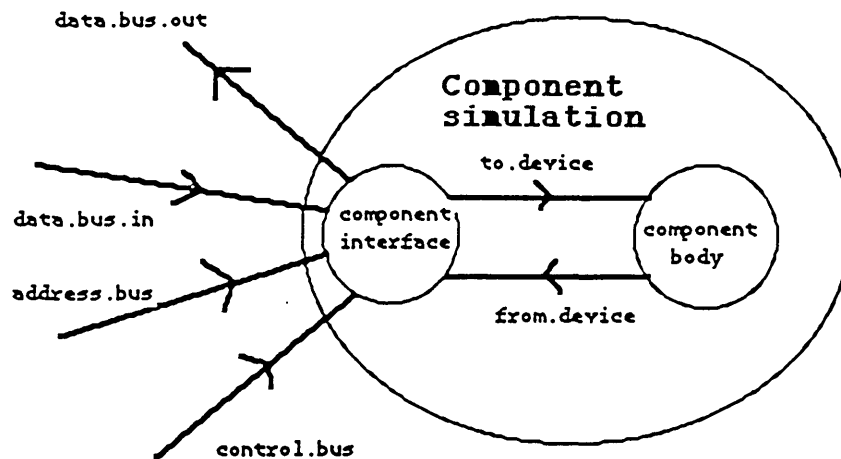 data.bus.out
Component
simulation
to.device
data.bus.in
component
interface
component
body
address.bus
from.device
control.bus